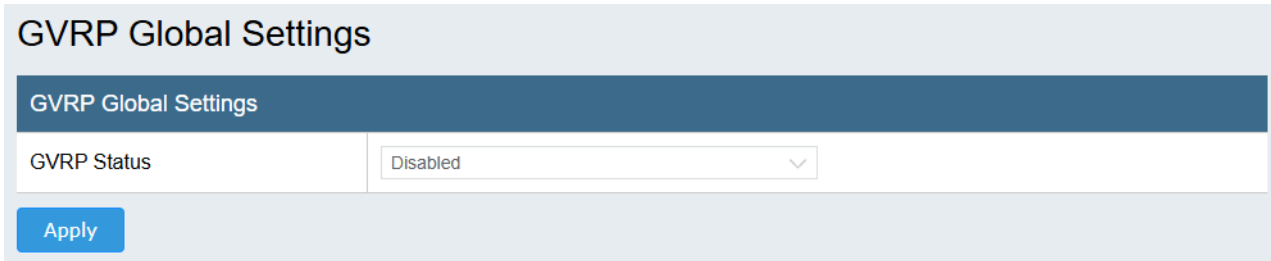 GVRP Global Settings
GVRP Global Settings
GVRP Status
Disabled
Apply